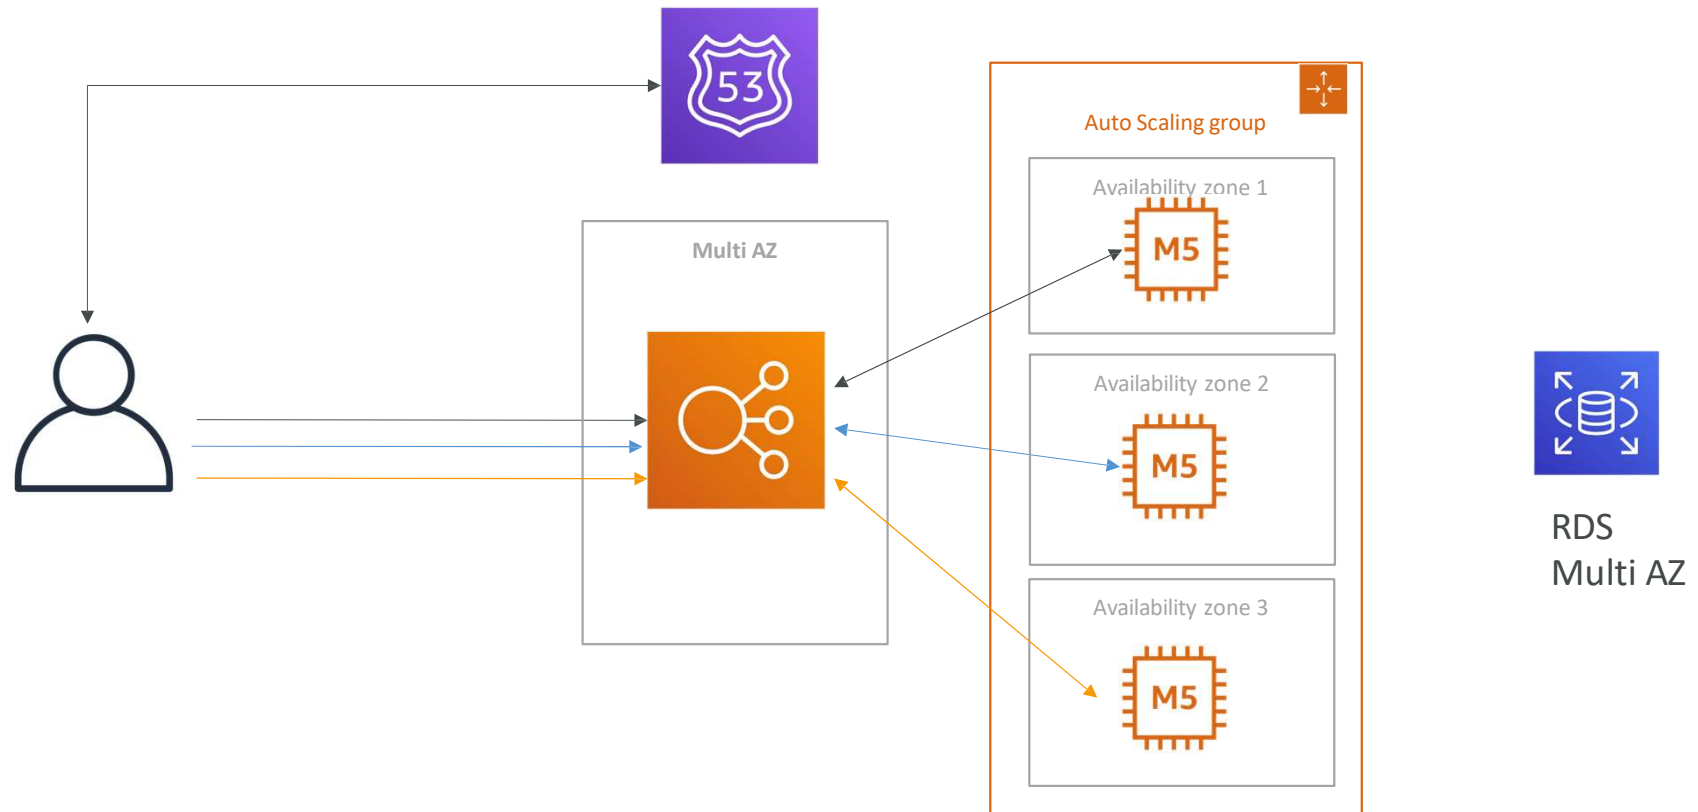 53
Auto Scaling group
Availability zone 1
M5
Multi AZ
Availability zone 2
M5
Availability zone 3
M5
RDS
Multi AZ